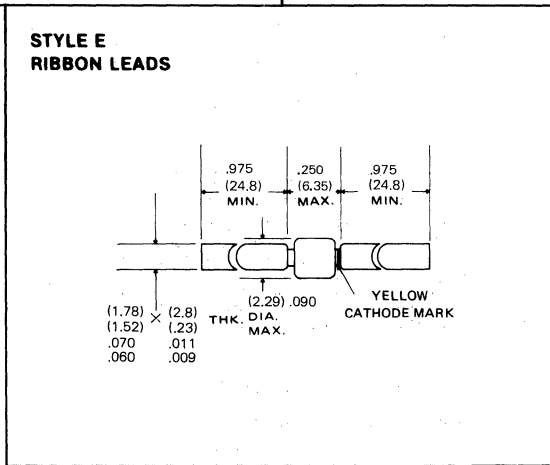 STYLE E
RIBBON LEADS
.975 .250 .975
(24.8) (6.35) (24.8)
MIN. MAX. MIN.
(1.78) × (2.8) THK. (2.29) .090
(1.52) (.23) DIA.
.070 .011 MAX.
.060 .009
YELLOW
CATHODE MARK